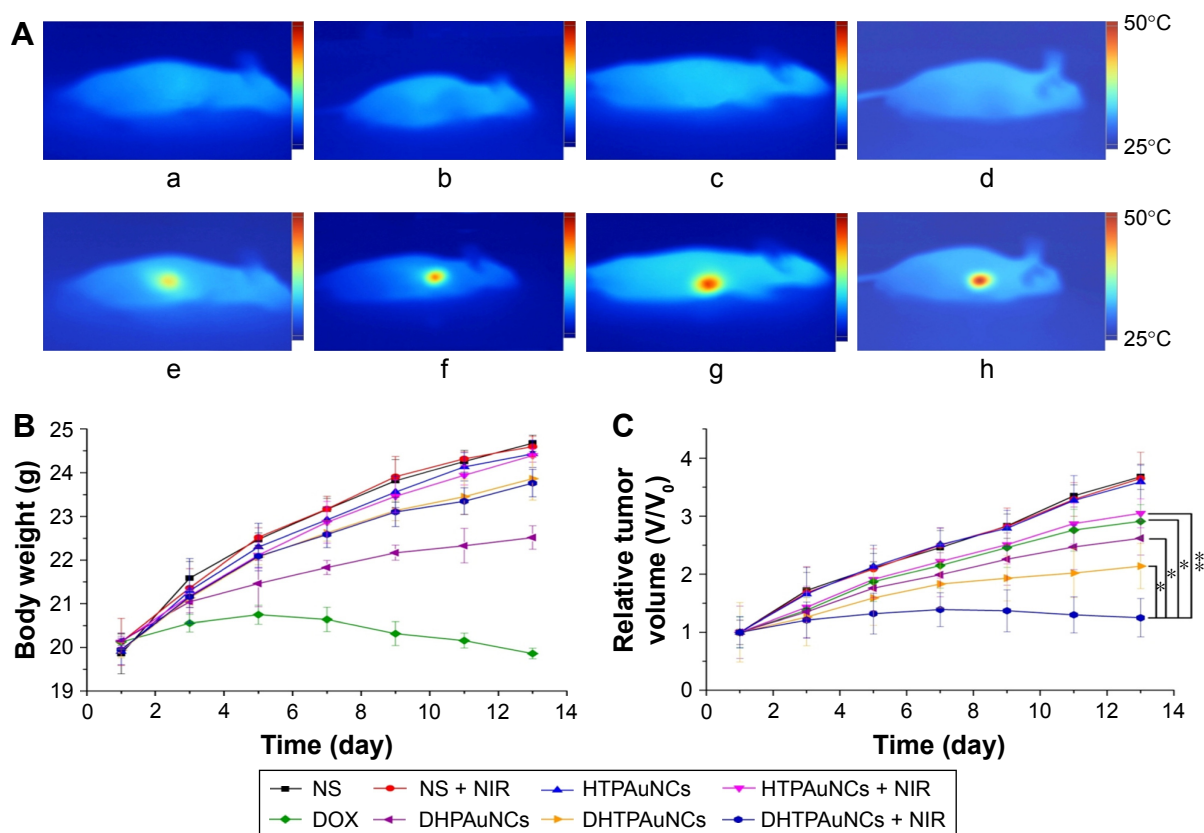 A
50°C
25°C
a b c d
50°C
25°C
e f g h
B
Body weight (g)
25
24
23
22
21
20
19
0 2 4 6 8 10 12 14
Time (day)
C
Relative tumor
volume (V/V0)
4
3
2
1
0
0 2 4 6 8 10 12 14
Time (day)
*
*
*
**
NS NS + NIR HTPAuNCs HTPAuNCs + NIR
DOX DHPAuNCs DHTPAuNCs DHTPAuNCs + NIR